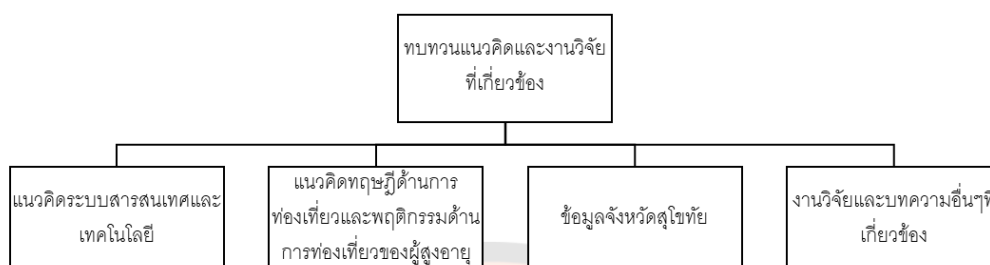 ทบทวนแนวคิดและงานวิจัย
ที่เกี่ยวข้อง
แนวคิดระบบสารสนเทศและ
เทคโนโลยี
แนวคิดทฤษฎีด้านการ
ท่องเที่ยวและพฤติกรรมด้าน
การท่องเที่ยวของผู้สูงอายุ
ข้อมูลจังหวัดสุโขทัย
งานวิจัยและบทความอื่นๆที่
เกี่ยวข้อง